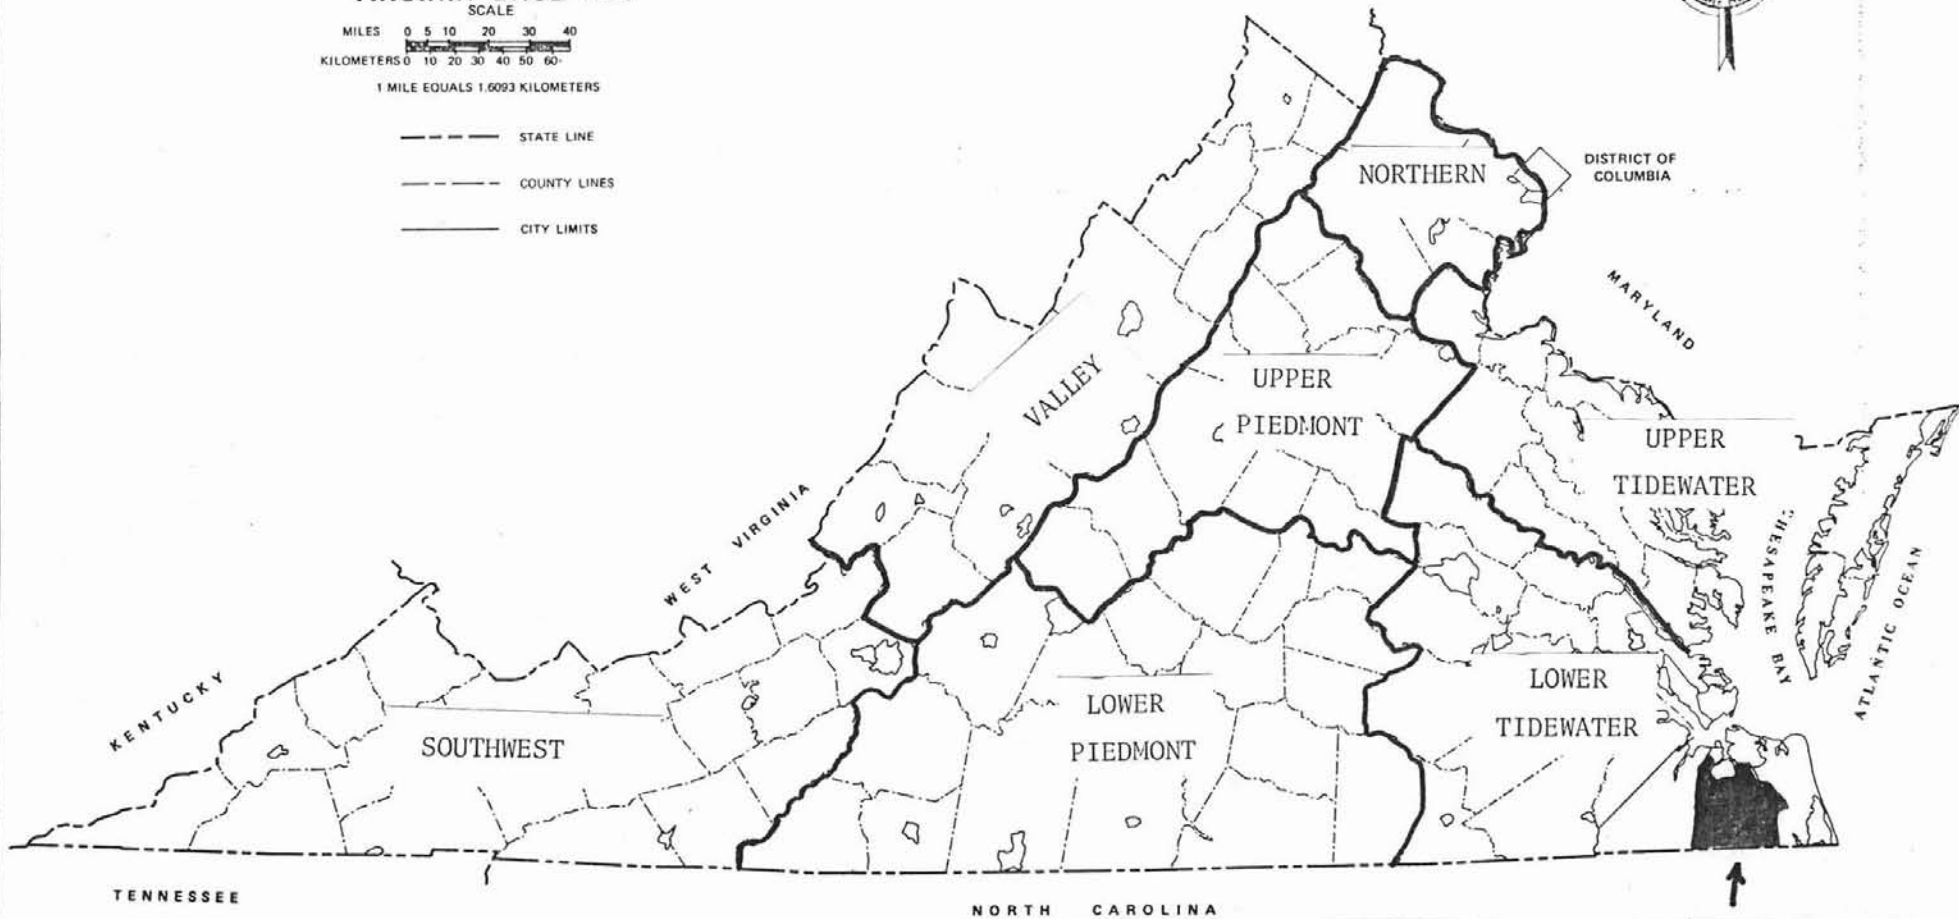 SCALE
MILES 0 5 10 20 30 40
KILOMETERS 0 10 20 30 40 50 60
1 MILE EQUALS 1.6093 KILOMETERS
STATE LINE
COUNTY LINES
CITY LIMITS
NORTHERN
DISTRICT OF
COLUMBIA
MARYLAND
VALLEY
UPPER
PIEDMONT
UPPER
TIDEWATER
WEST VIRGINIA
CHESAPEAKE BAY
ATLANTIC OCEAN
KENTUCKY
SOUTHWEST
LOWER
PIEDMONT
LOWER
TIDEWATER
TENNESSEE
NORTH CAROLINA